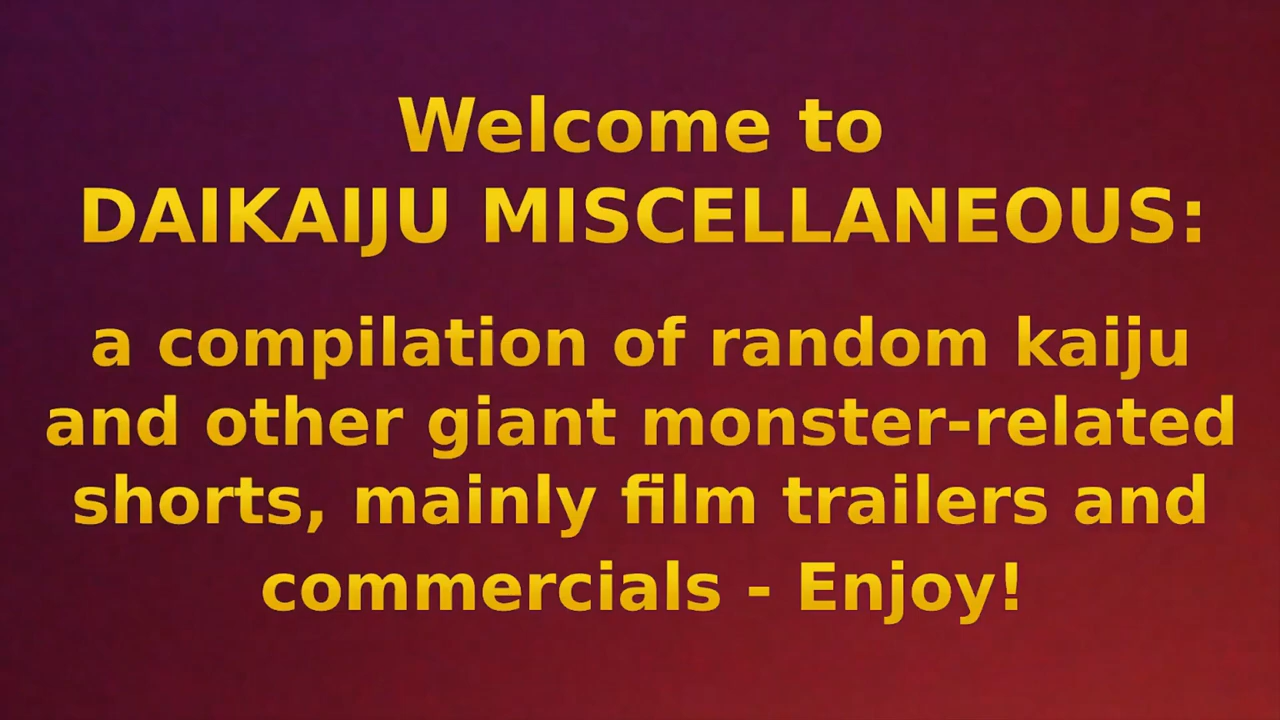 Welcome to
DAIKAIJU MISCELLANEOUS:
a compilation of random kaiju
and other giant monster-related
shorts, mainly film trailers and
commercials - Enjoy!